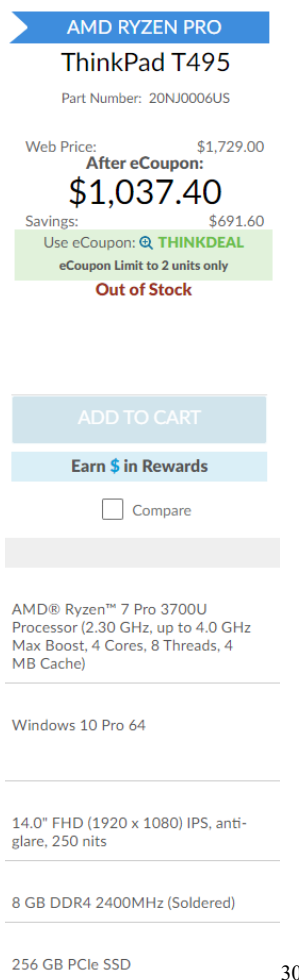 AMD RYZEN PRO
ThinkPad T495
Part Number: 20NJ0006US
Web Price: $1,729.00
After eCoupon:
$1,037.40
Savings: $691.60
Use eCoupon: THINKDEAL
eCoupon Limit to 2 units only
Out of Stock
ADD TO CART
Earn $ in Rewards
Compare
AMD® Ryzen™ 7 Pro 3700U
Processor (2.30 GHz, up to 4.0 GHz
Max Boost, 4 Cores, 8 Threads, 4
MB Cache)
Windows 10 Pro 64
14.0" FHD (1920 x 1080) IPS, anti-
glare, 250 nits
8 GB DDR4 2400MHz (Soldered)
256 GB PCIe SSD
30